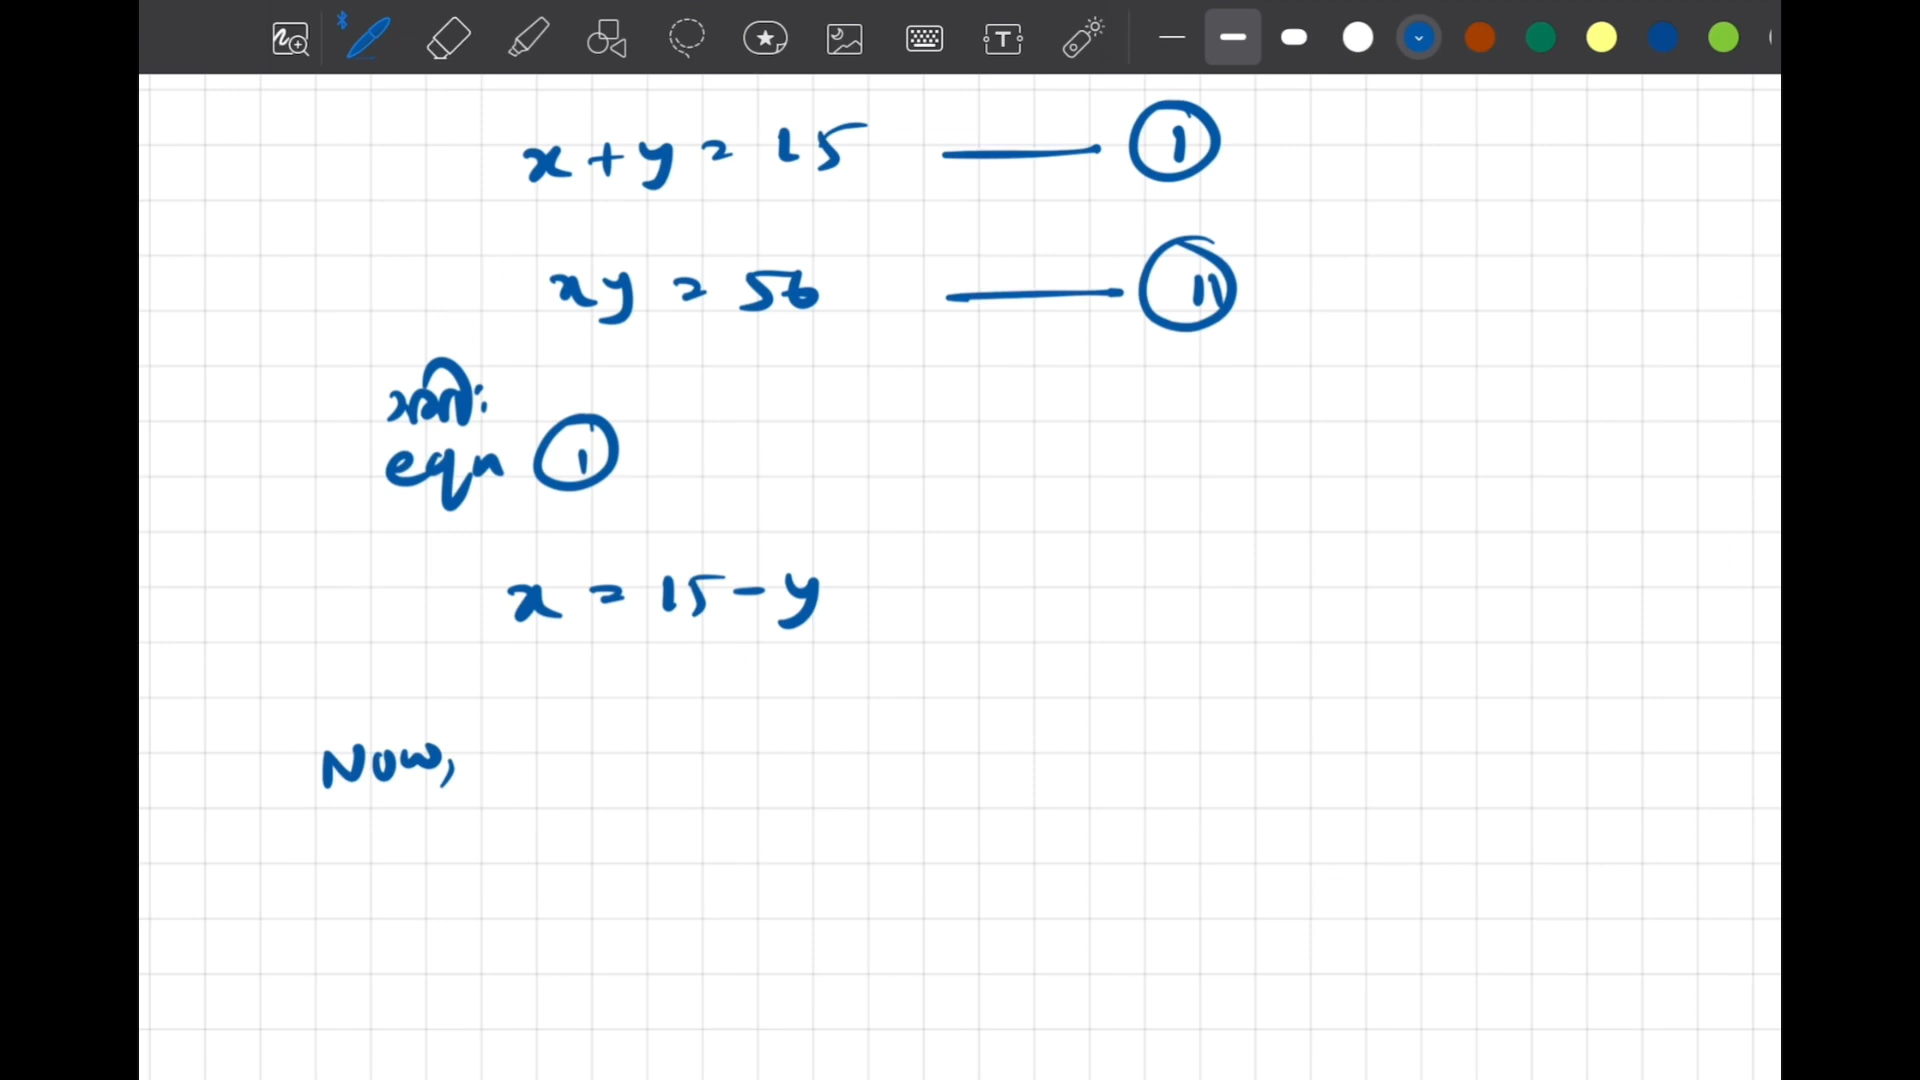 x + y = 15 —— ①
xy = 56 —— ⑪
eqn ①
x = 15 - y
Now,